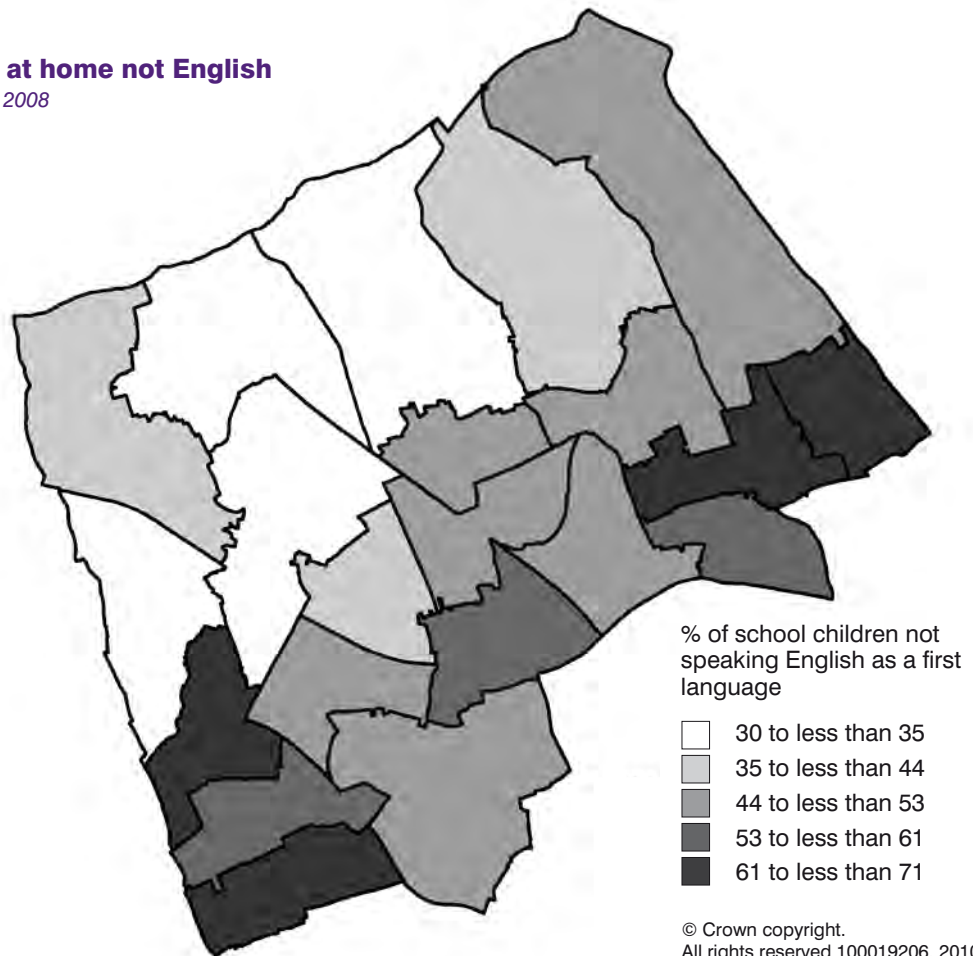 at home not English
2008
% of school children not
speaking English as a first
language
30 to less than 35
35 to less than 44
44 to less than 53
53 to less than 61
61 to less than 71
© Crown copyright.
All rights reserved 100019206, 2010